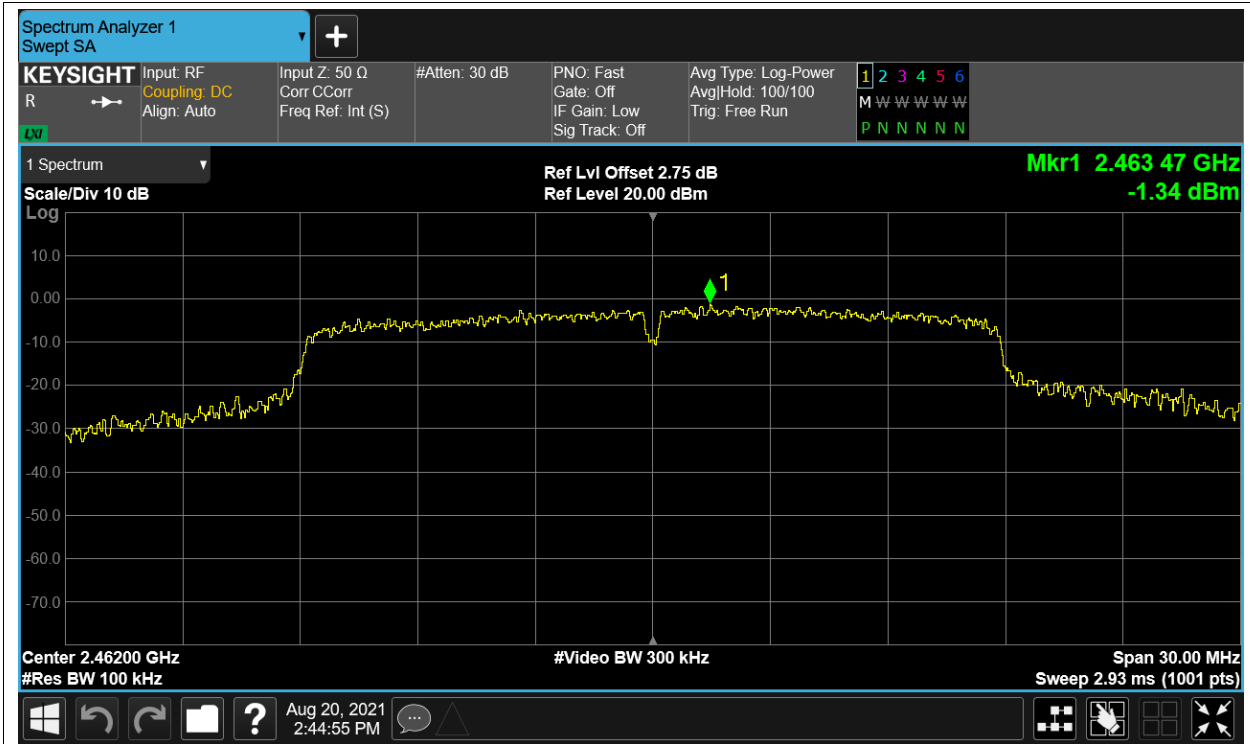 Spectrum Analyzer 1
Swept SA
+
KEYSIGHT
R
LXI
Input: RF
Coupling: DC
Align: Auto
Input Z: 50 Ω
Corr CCorr
Freq Ref: Int (S)
#Atten: 30 dB
PNO: Fast
Gate: Off
IF Gain: Low
Sig Track: Off
Avg Type: Log-Power
Avg|Hold: 100/100
Trig: Free Run
1 2 3 4 5 6
M W W W W W
P N N N N N
1 Spectrum
Scale/Div 10 dB
Ref Lvl Offset 2.75 dB
Ref Level 20.00 dBm
Mkr1 2.463 47 GHz
-1.34 dBm
Log
10.0
0.00
-10.0
-20.0
-30.0
-40.0
-50.0
-60.0
-70.0
1
Center 2.46200 GHz
#Res BW 100 kHz
#Video BW 300 kHz
Span 30.00 MHz
Sweep 2.93 ms (1001 pts)
?
Aug 20, 2021
2:44:55 PM